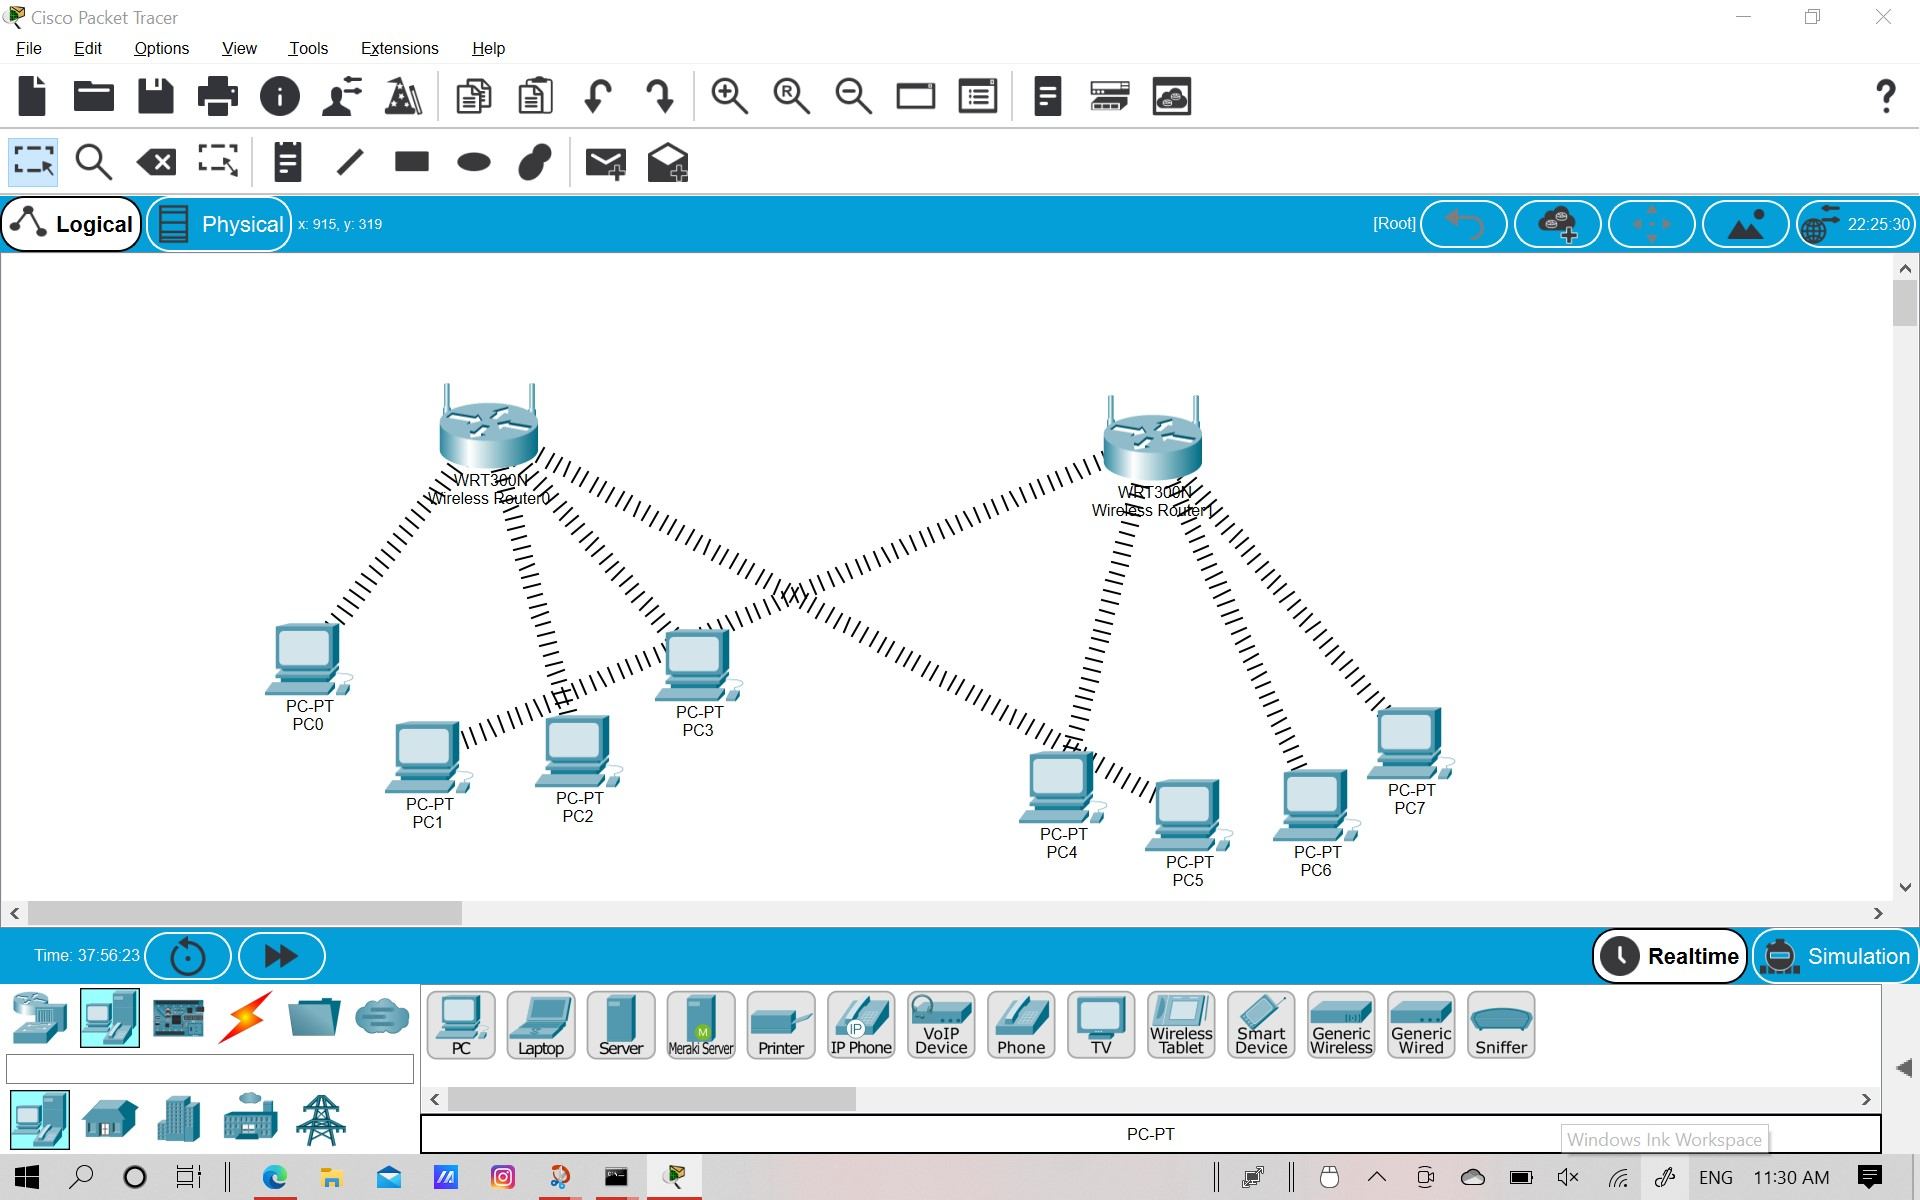 Cisco Packet Tracer
File Edit Options View Tools Extensions Help
Logical Physical x: 915, y: 319 [Root] 22:25:30
WRT300N
Wireless Router0
WRT300N
Wireless Router1
PC-PT
PC0
PC-PT
PC1
PC-PT
PC2
PC-PT
PC3
PC-PT
PC4
PC-PT
PC5
PC-PT
PC6
PC-PT
PC7
Time: 37:56:23 Realtime Simulation
PC
Laptop
Server
Meraki Server
Printer
IP
IP Phone
VoIP
Device
Phone
TV
Wireless
Tablet
Smart
Device
Generic
Wireless
Generic
Wired
Sniffer
PC-PT
Windows Ink Workspace
ENG 11:30 AM